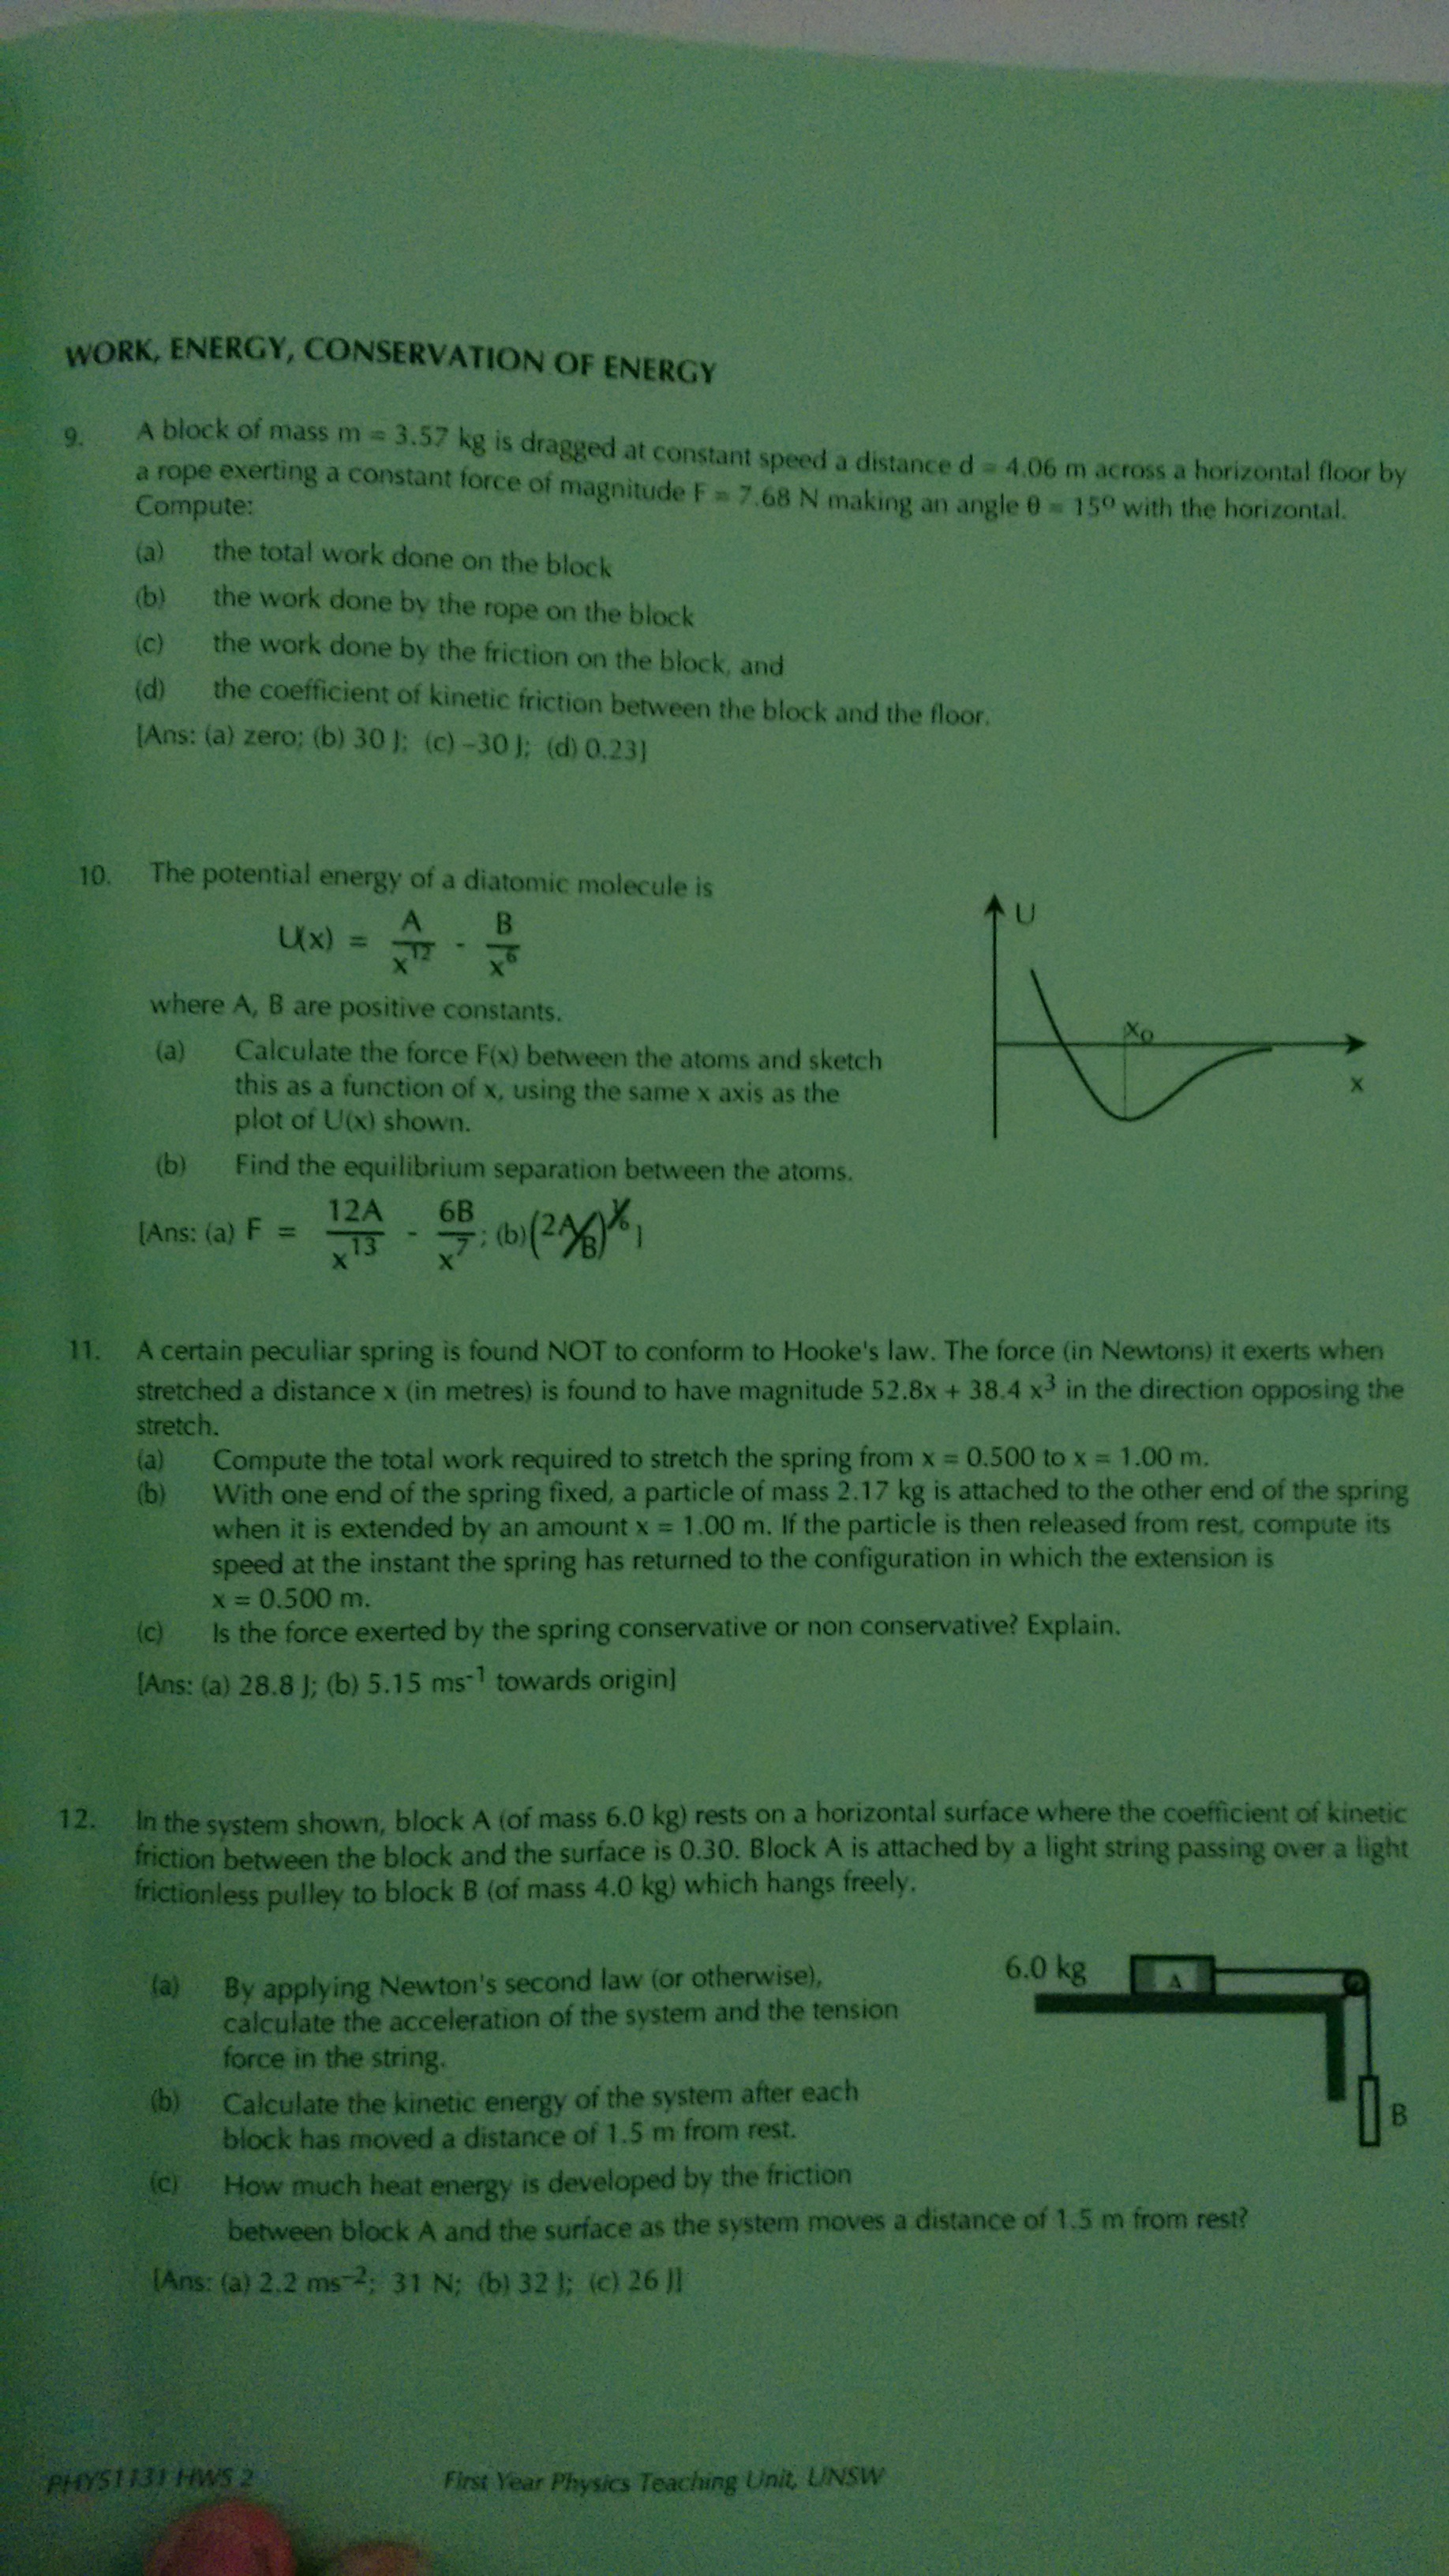 WORK, ENERGY, CONSERVATION OF ENERGY
9. A block of mass m = 3.57 kg is dragged at constant speed a distance d = 4.06 m across a horizontal floor by
a rope exerting a constant force of magnitude F = 7.68 N making an angle θ = 15º with the horizontal.
Compute:
(a) the total work done on the block
(b) the work done by the rope on the block
(c) the work done by the friction on the block, and
(d) the coefficient of kinetic friction between the block and the floor.
[Ans: (a) zero; (b) 30 J; (c) –30 J; (d) 0.23]
10. The potential energy of a diatomic molecule is
U(x) = A/x^12 - B/x^6
where A, B are positive constants.
(a) Calculate the force F(x) between the atoms and sketch
this as a function of x, using the same x axis as the
plot of U(x) shown.
(b) Find the equilibrium separation between the atoms.
[Ans: (a) F = 12A/x^13 - 6B/x^7; (b) (2A/B)^1/6]
U
x₀
x
11. A certain peculiar spring is found NOT to conform to Hooke's law. The force (in Newtons) it exerts when
stretched a distance x (in metres) is found to have magnitude 52.8x + 38.4 x³ in the direction opposing the
stretch.
(a) Compute the total work required to stretch the spring from x = 0.500 to x = 1.00 m.
(b) With one end of the spring fixed, a particle of mass 2.17 kg is attached to the other end of the spring
when it is extended by an amount x = 1.00 m. If the particle is then released from rest, compute its
speed at the instant the spring has returned to the configuration in which the extension is
x = 0.500 m.
(c) Is the force exerted by the spring conservative or non conservative? Explain.
[Ans: (a) 28.8 J; (b) 5.15 ms⁻¹ towards origin]
12. In the system shown, block A (of mass 6.0 kg) rests on a horizontal surface where the coefficient of kinetic
friction between the block and the surface is 0.30. Block A is attached by a light string passing over a light
frictionless pulley to block B (of mass 4.0 kg) which hangs freely.
(a) By applying Newton's second law (or otherwise),
calculate the acceleration of the system and the tension
force in the string.
(b) Calculate the kinetic energy of the system after each
block has moved a distance of 1.5 m from rest.
(c) How much heat energy is developed by the friction
between block A and the surface as the system moves a distance of 1.5 m from rest?
[Ans: (a) 2.2 ms⁻²; 31 N; (b) 32 J; (c) 26 J]
6.0 kg
A
B
PHYS1131 HWS 2 First Year Physics Teaching Unit, UNSW